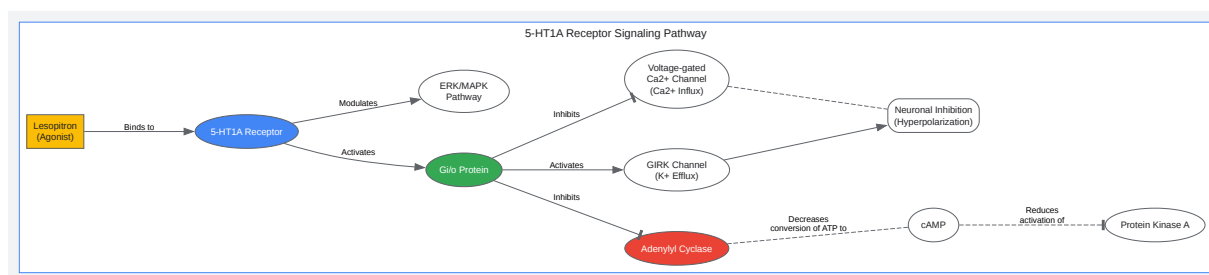 5-HT1A Receptor Signaling Pathway
Lesopitron
(Agonist)
Binds to
5-HT1A Receptor
Modulates
ERK/MAPK
Pathway
Activates
Gi/o Protein
Inhibits
Voltage-gated
Ca2+ Channel
(Ca2+ Influx)
Activates
GIRK Channel
(K+ Efflux)
Neuronal Inhibition
(Hyperpolarization)
Inhibits
Adenylyl Cyclase
Decreases
conversion of ATP to
cAMP
Reduces
activation of
Protein Kinase A